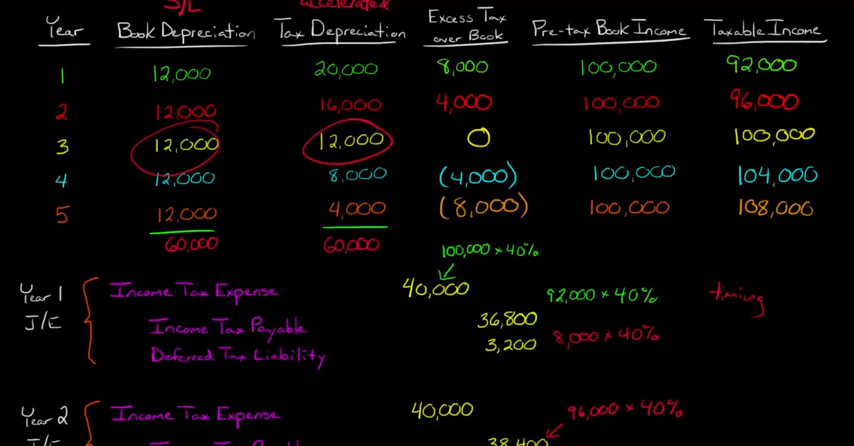 S/L accelerated
Year Book Depreciation Tax Depreciation Excess Tax over Book Pre-tax Book Income Taxable Income
1 12,000 20,000 8,000 100,000 92,000
2 12,000 16,000 4,000 100,000 96,000
3 12,000 12,000 0 100,000 100,000
4 12,000 8,000 (4,000) 100,000 104,000
5 12,000 4,000 (8,000) 100,000 108,000
60,000 60,000
100,000 × 40%
Year 1 J/E
Income Tax Expense 40,000
Income Tax Payable 36,800 92,000 × 40%
Deferred Tax Liability 3,200 8,000 × 40%
timing
Year 2 J/E
Income Tax Expense 40,000 96,000 × 40%
38,400